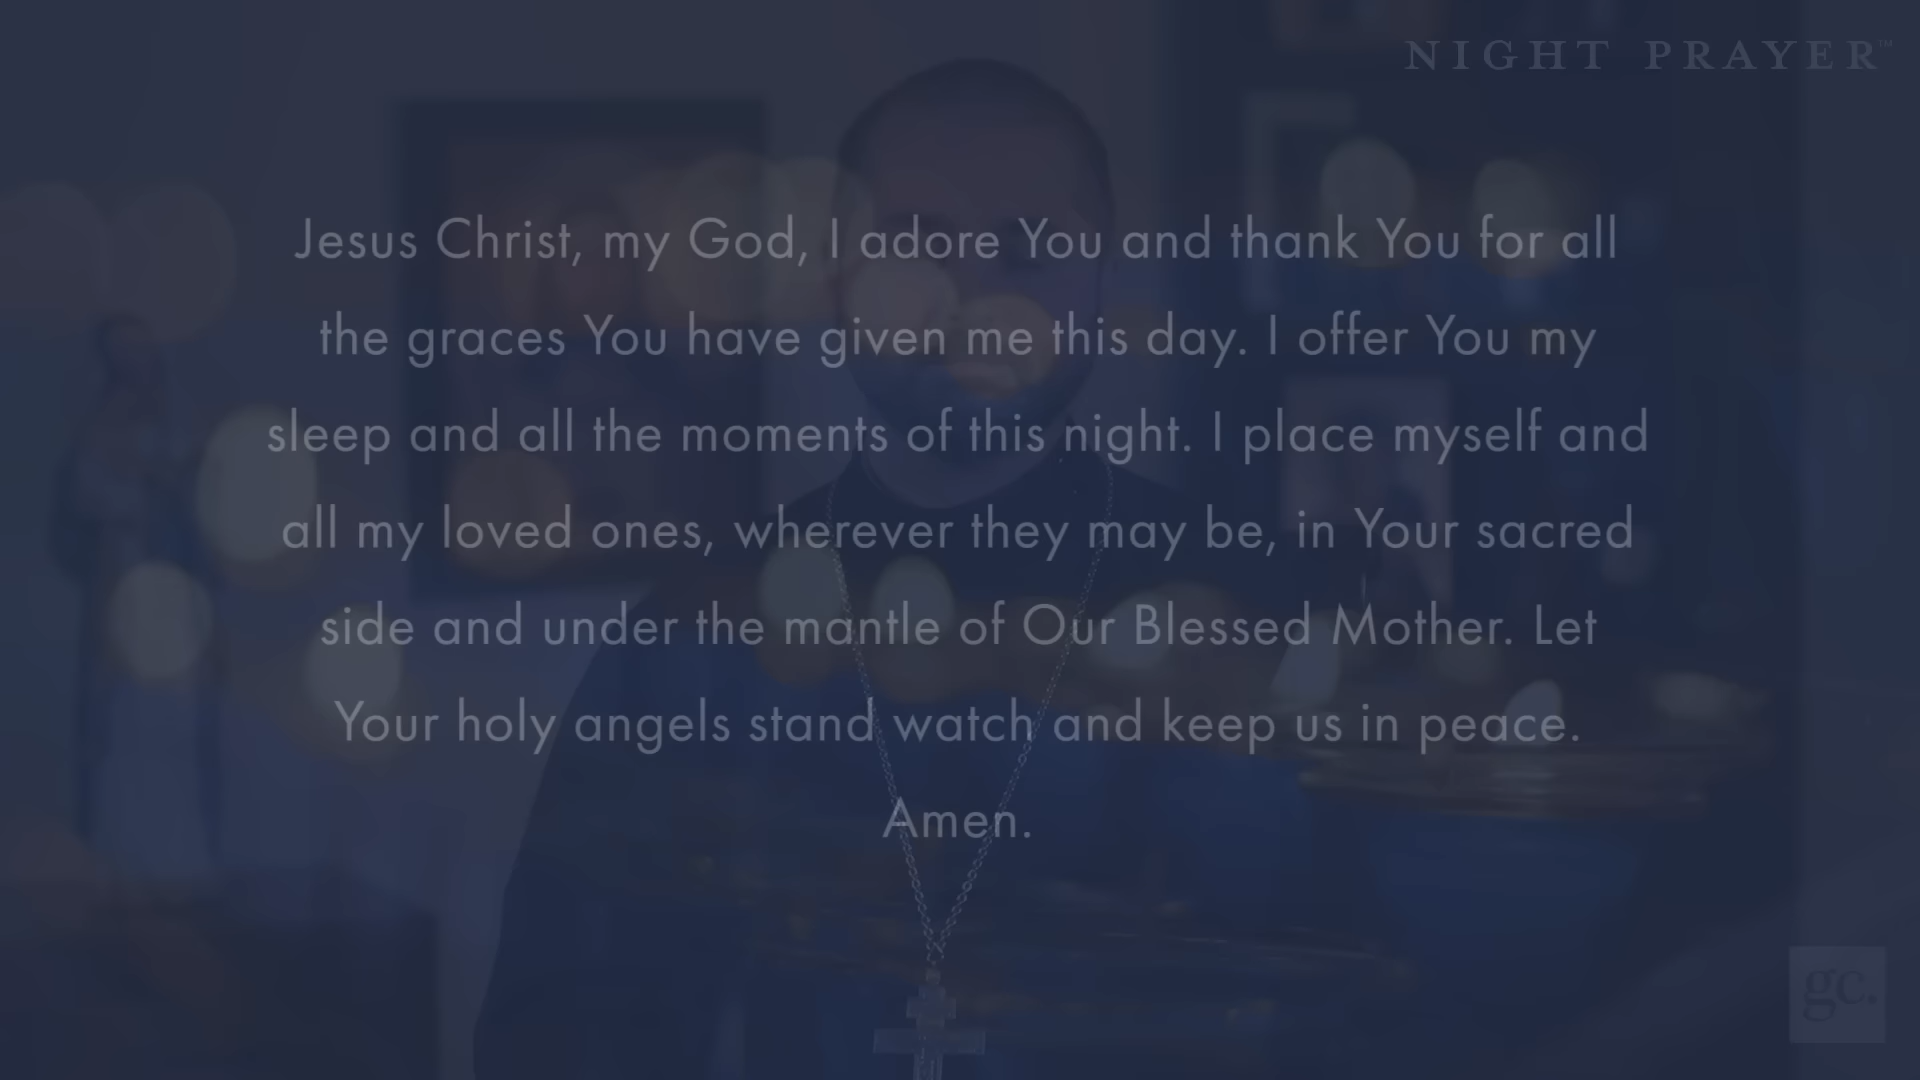 NIGHT PRAYER™
Jesus Christ, my God, I adore You and thank You for all
the graces You have given me this day. I offer You my
sleep and all the moments of this night. I place myself and
all my loved ones, wherever they may be, in Your sacred
side and under the mantle of Our Blessed Mother. Let
Your holy angels stand watch and keep us in peace.
Amen.
gc.